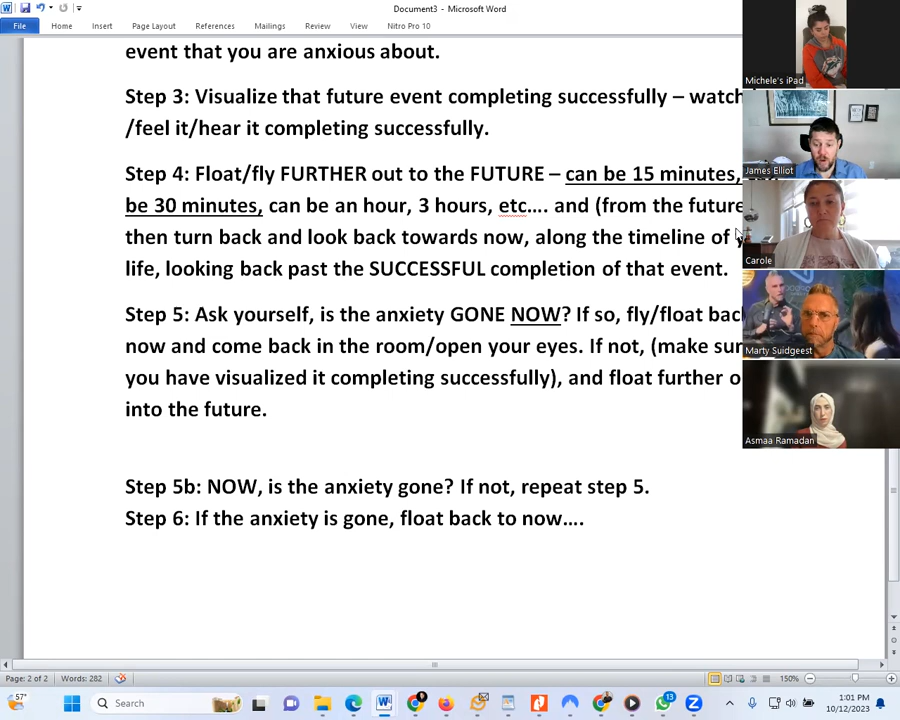 Document3 - Microsoft Word
File Home Insert Page Layout References Mailings Review View Nitro Pro 10
event that you are anxious about.
Step 3: Visualize that future event completing successfully – watch
/feel it/hear it completing successfully.
Step 4: Float/fly FURTHER out to the FUTURE – can be 15 minutes,
be 30 minutes, can be an hour, 3 hours, etc…. and (from the future
then turn back and look back towards now, along the timeline of
life, looking back past the SUCCESSFUL completion of that event.
Step 5: Ask yourself, is the anxiety GONE NOW? If so, fly/float bac
now and come back in the room/open your eyes. If not, (make sur
you have visualized it completing successfully), and float further o
into the future.
Step 5b: NOW, is the anxiety gone? If not, repeat step 5.
Step 6: If the anxiety is gone, float back to now….
Michele's iPad
James Elliot
Carole
Marty Suidgeest
Asmaa Ramadan
Page: 2 of 2 Words: 282 150%
57°
Search
13
1:01 PM
10/12/2023